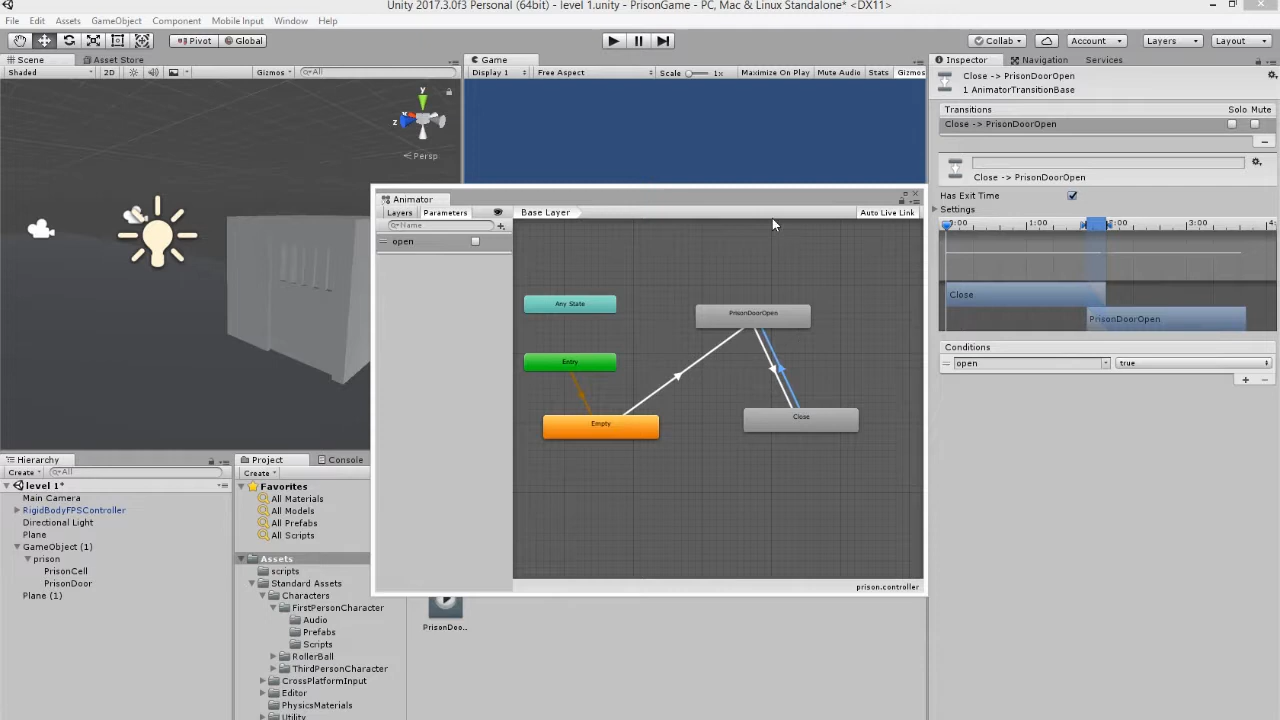 Unity 2017.3.0f3 Personal (64bit) - level 1.unity - PrisonGame - PC, Mac & Linux Standalone* <DX11>
File Edit Assets GameObject Component Mobile Input Window Help
Pivot Global Collab Account Layers Layout
Scene Asset Store Game Inspector Navigation Services
Shaded 2D Gizmos All Display 1 Free Aspect Scale 1x Maximize On Play Mute Audio Stats Gizmos
Close -> PrisonDoorOpen
1 AnimatorTransitionBase
Transitions Solo Mute
Close -> PrisonDoorOpen
Close -> PrisonDoorOpen
Has Exit Time
Settings
0:00 1:00 2:00 3:00 4
Close
PrisonDoorOpen
Conditions
open true
y
z
Persp
Animator
Layers Parameters Base Layer Auto Live Link
Name
open
Any State
Entry
Empty
PrisonDoorOpen
Close
prison.controller
Hierarchy
Create All
level 1*
Main Camera
RigidBodyFPSController
Directional Light
Plane
GameObject (1)
prison
PrisonCell
PrisonDoor
Plane (1)
Project Console
Create
Favorites
All Materials
All Models
All Prefabs
All Scripts
Assets
scripts
Standard Assets
Characters
FirstPersonCharacter
Audio
Prefabs
Scripts
RollerBall
ThirdPersonCharacter
CrossPlatformInput
Editor
PhysicsMaterials
Utility
PrisonDoo...